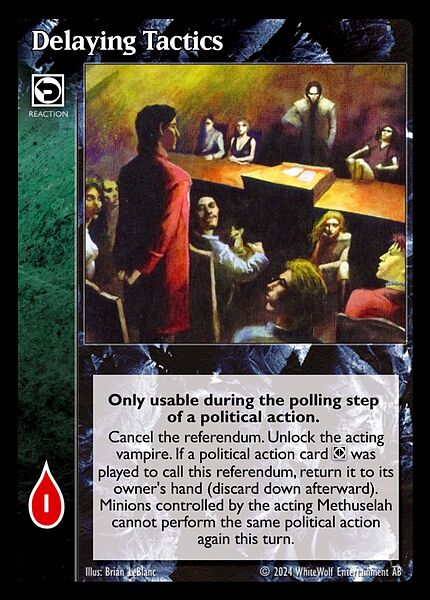 Delaying Tactics
REACTION
Only usable during the polling step
of a political action.
Cancel the referendum. Unlock the acting
vampire. If a political action card was
played to call this referendum, return it to its
owner's hand (discard down afterward).
Minions controlled by the acting Methuselah
cannot perform the same political action
again this turn.
1
Illus: Brian LeBlanc © 2024 WhiteWolf Entertainment AB